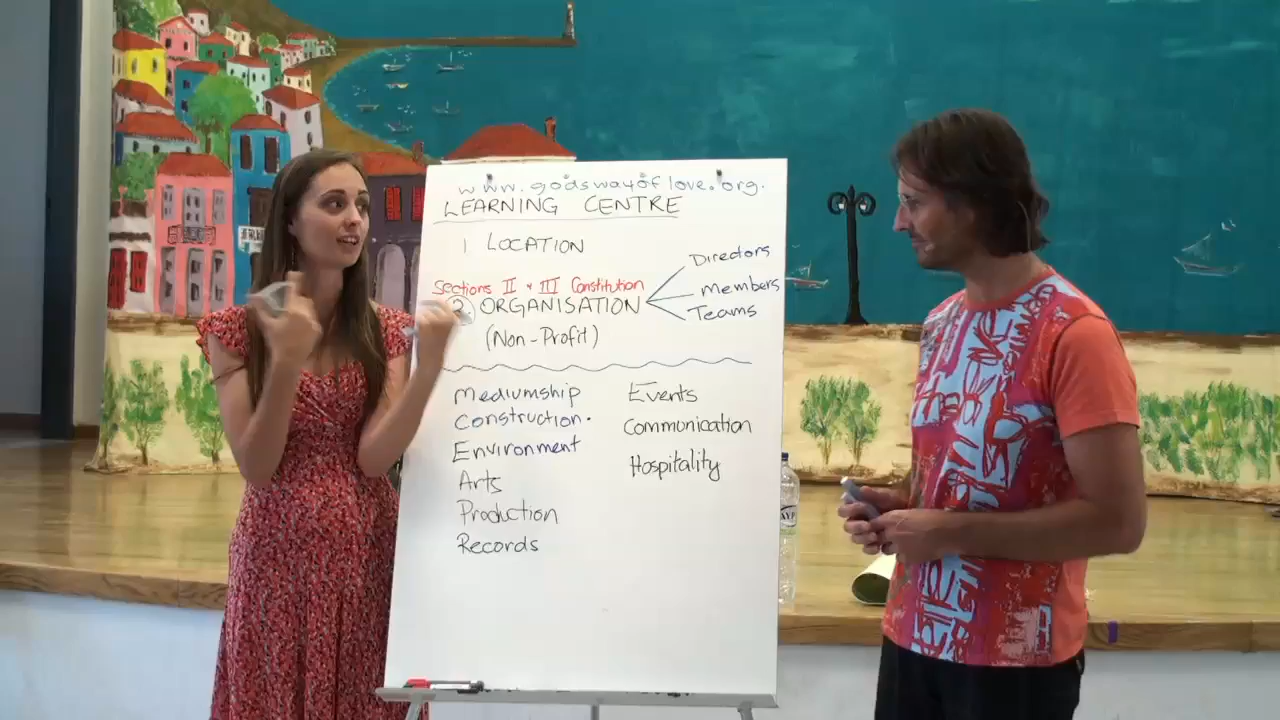 www.godswayoflove.org.
LEARNING CENTRE
1 LOCATION
Sections II & III Constitution
2. ORGANISATION
(Non-Profit)
Directors
Members
Teams
Mediumship
Construction.
Environment
Arts
Production
Records
Events
Communication
Hospitality